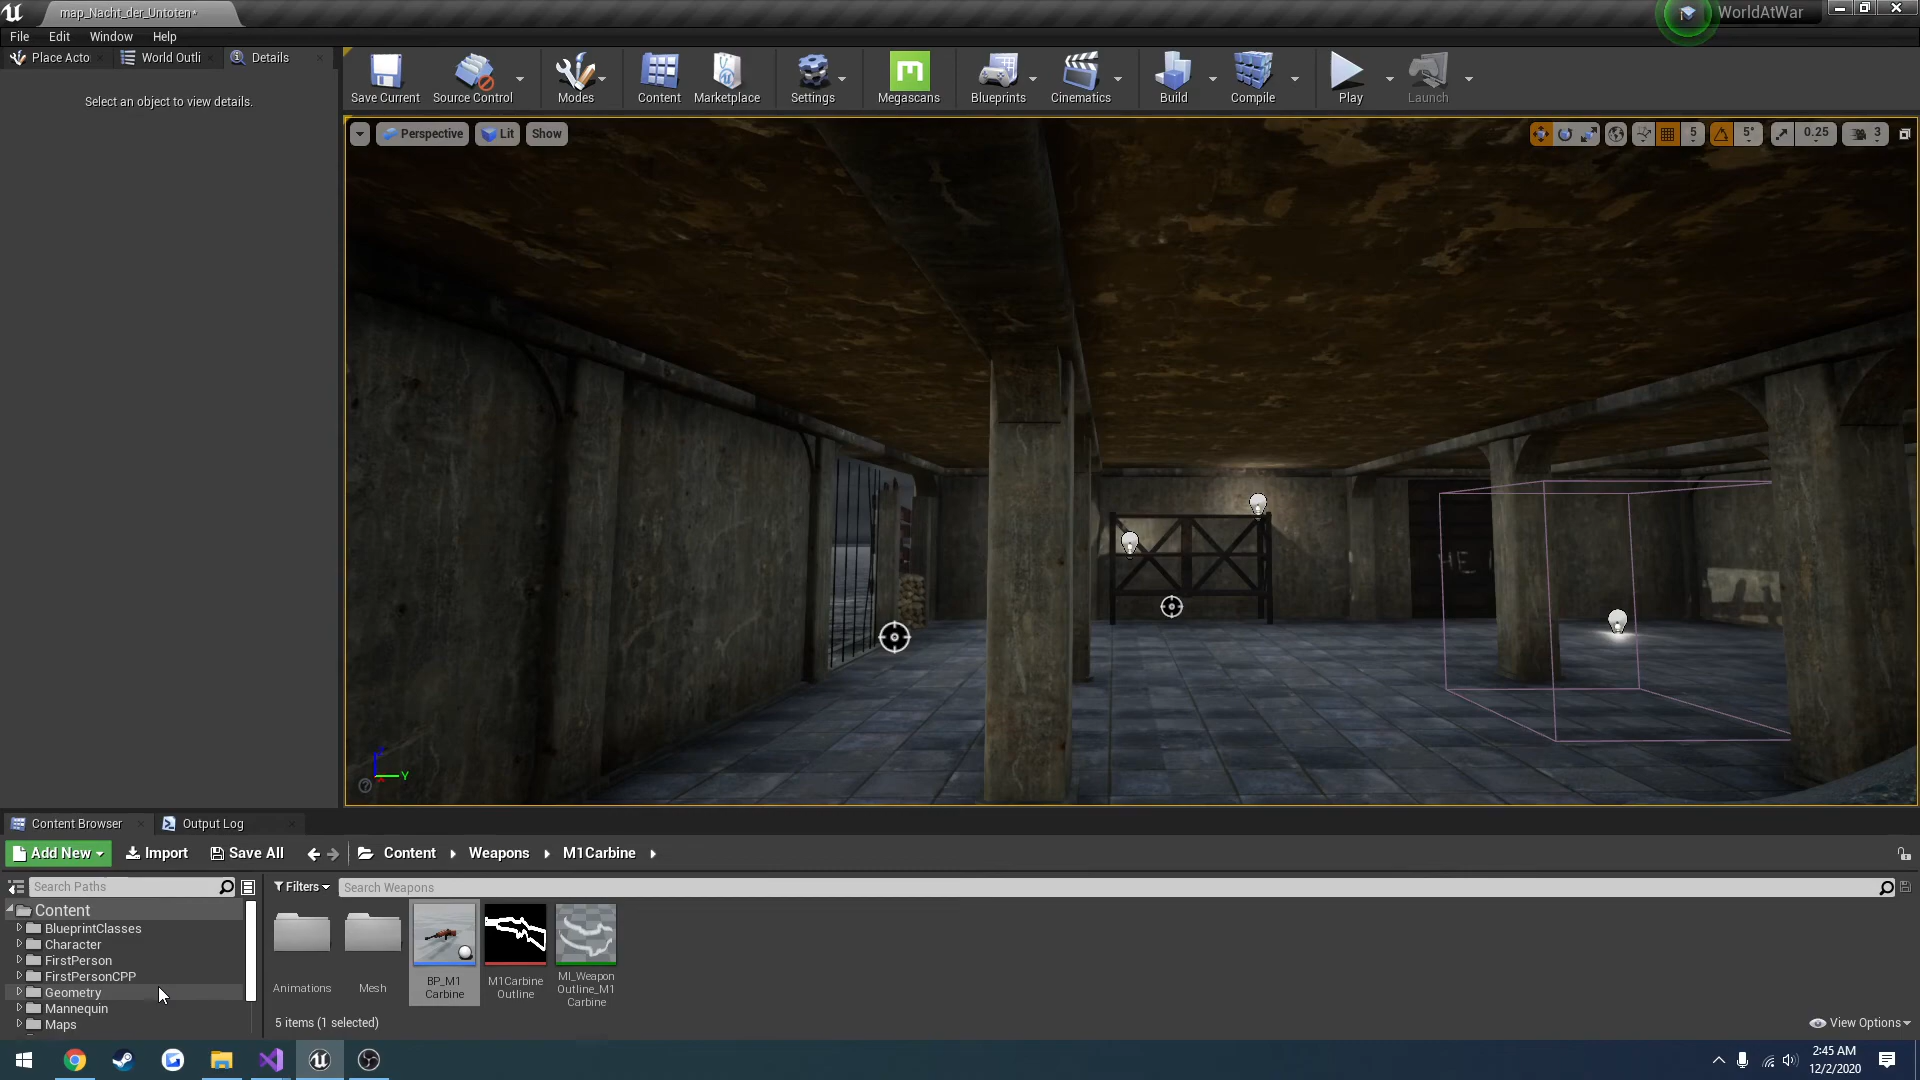 map_Nacht_der_Untoten*
WorldAtWar
File Edit Window Help
Place Acto World Outli Details
Select an object to view details.
Save Current Source Control Modes Content Marketplace Settings Megascans Blueprints Cinematics Build Compile Play Launch
Perspective Lit Show
5 5° 0.25 3
HE
Y
Content Browser Output Log
Add New Import Save All Content Weapons M1Carbine
Search Paths Filters Search Weapons
Content
BlueprintClasses
Character
FirstPerson
FirstPersonCPP
Geometry
Mannequin
Maps
Animations
Mesh
BP_M1
Carbine
M1Carbine
Outline
MI_Weapon
Outline_M1
Carbine
5 items (1 selected)
View Options
2:45 AM
12/2/2020